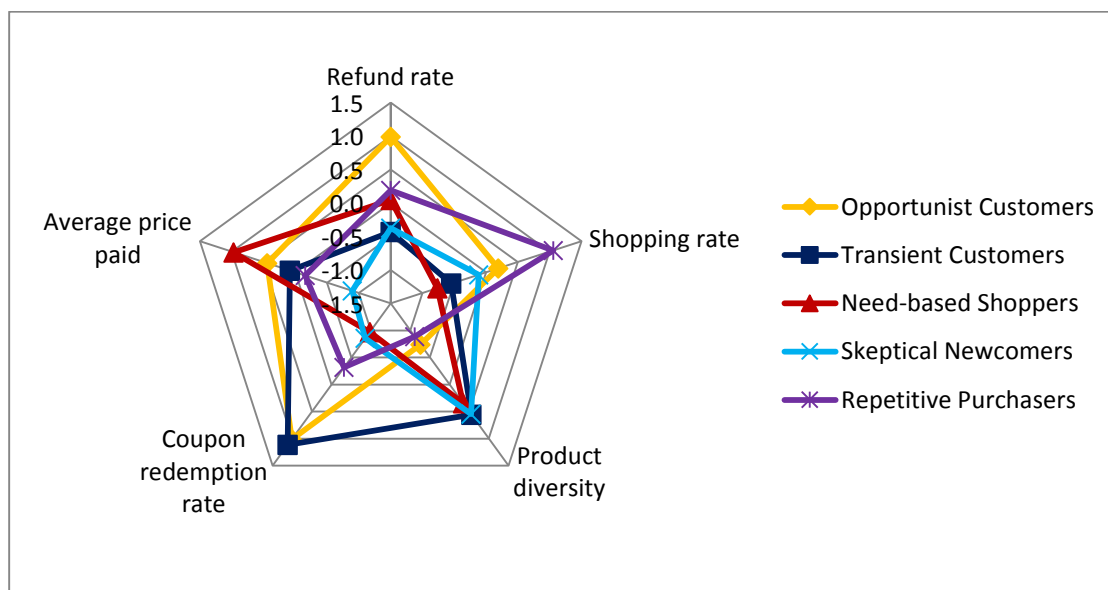 Refund rate
1.5
1.0
0.5
0.0
-0.5
-1.0
-1.5
Average price
paid
Shopping rate
Coupon
redemption
rate
Product
diversity
Opportunist Customers
Transient Customers
Need-based Shoppers
Skeptical Newcomers
Repetitive Purchasers